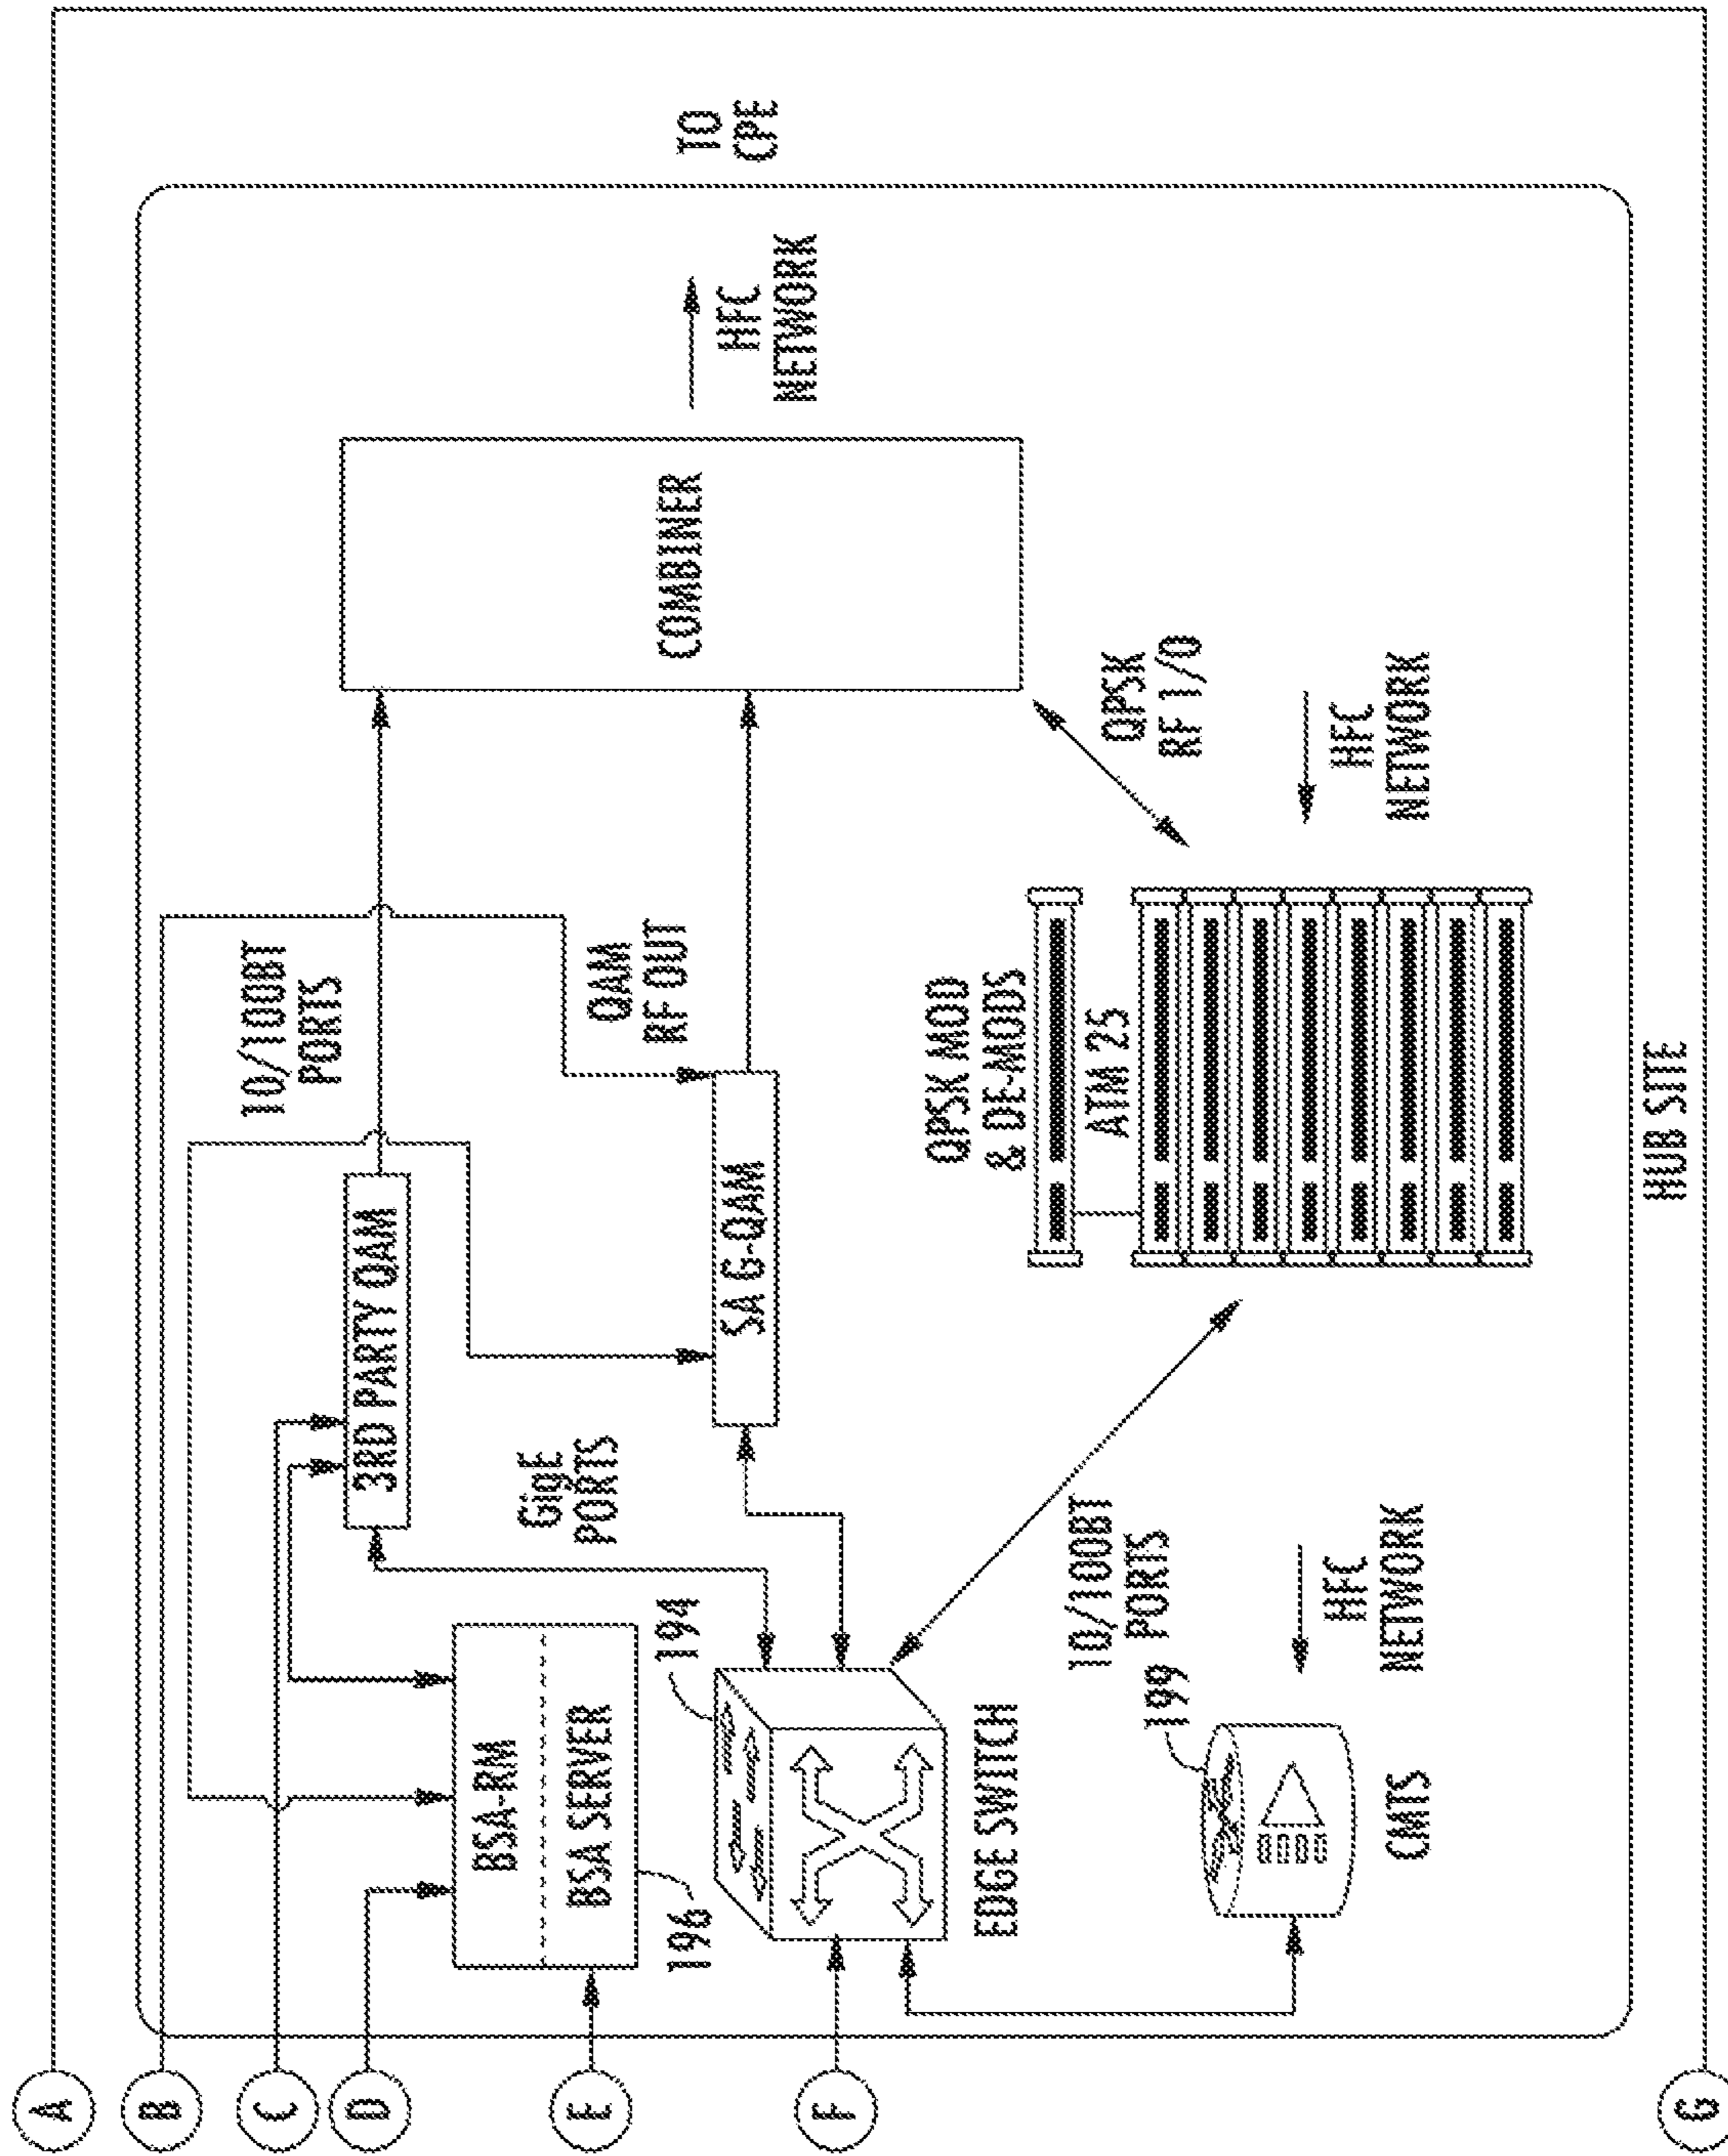 A
B
C
D
E
F
G
10/100BT
PORTS
3RD PARTY QAM
BSA-RM
BSA SERVER
196
194
GigE
PORTS
QAM
RF OUT
SA G-QAM
COMBINER
HFC
NETWORK
TO
CPE
EDGE SWITCH
QPSK MOD
& DE-MODS
ATM 25
QPSK
RF 1/0
10/100BT
PORTS
199
CMTS
HFC
NETWORK
HFC
NETWORK
HUB SITE